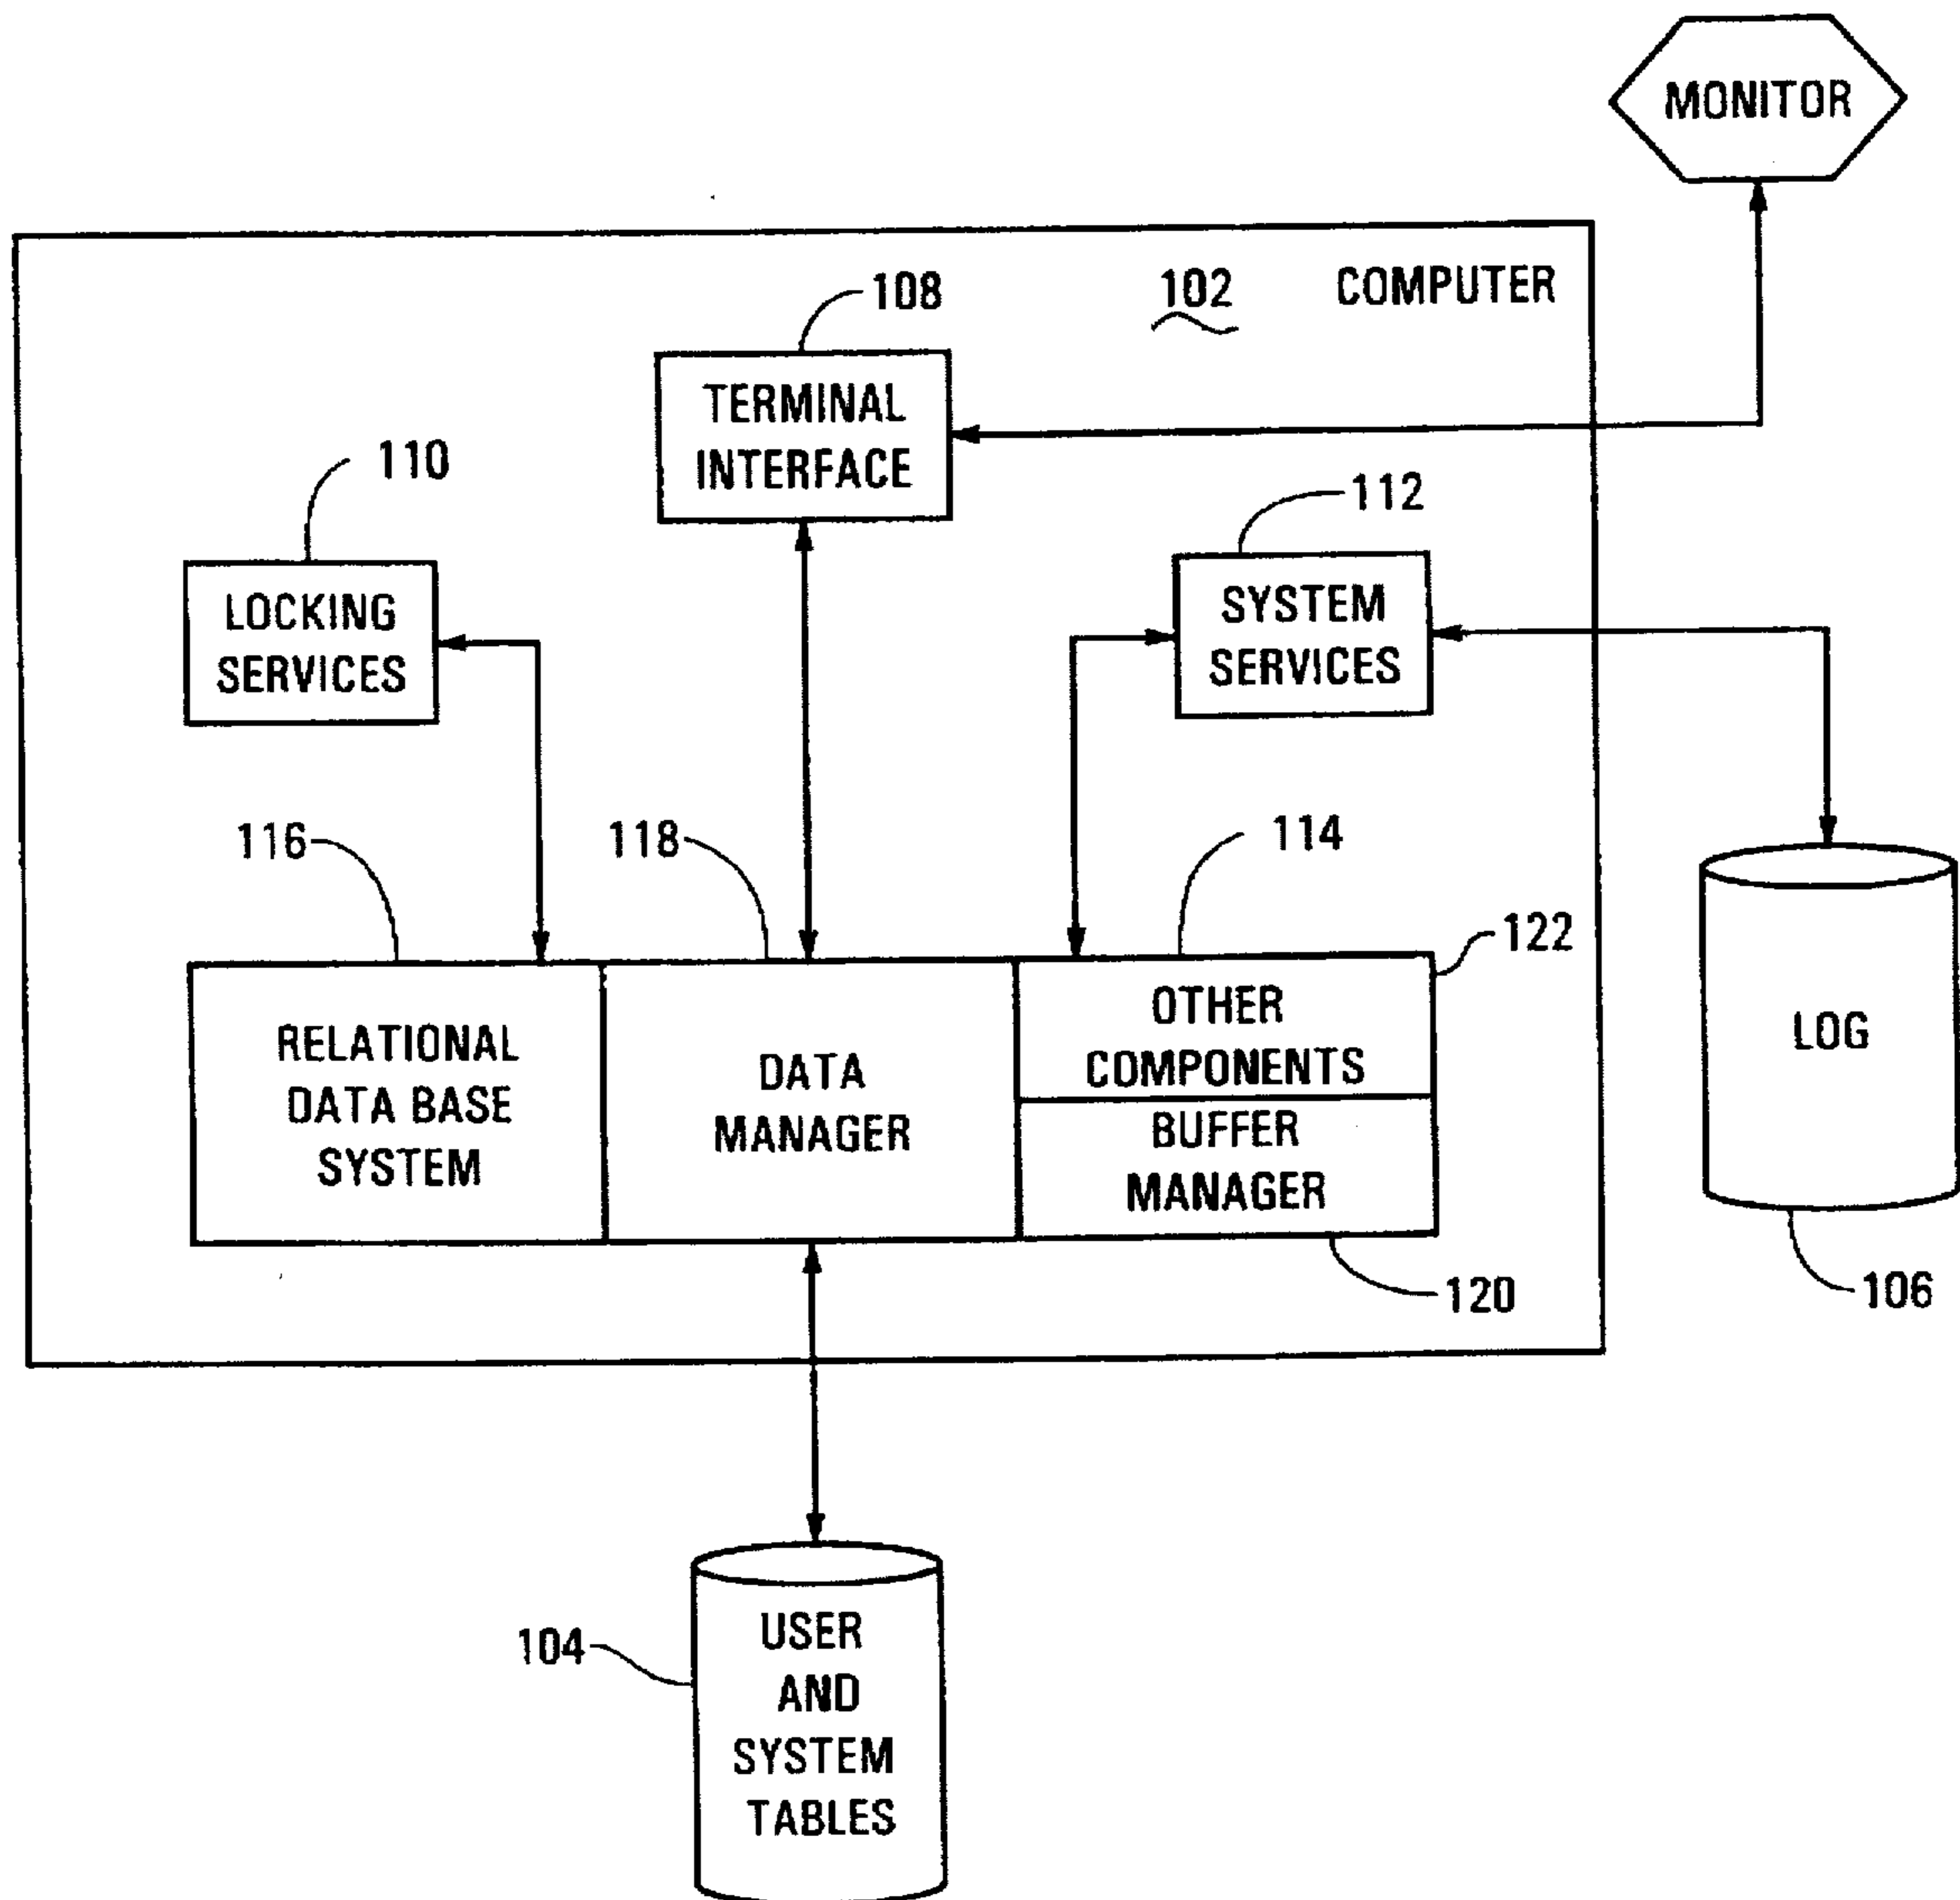 MONITOR
102 COMPUTER
108
TERMINAL
INTERFACE
110
LOCKING
SERVICES
112
SYSTEM
SERVICES
116
118
114
122
RELATIONAL
DATA BASE
SYSTEM
DATA
MANAGER
OTHER
COMPONENTS
BUFFER
MANAGER
120
LOG
106
104
USER
AND
SYSTEM
TABLES